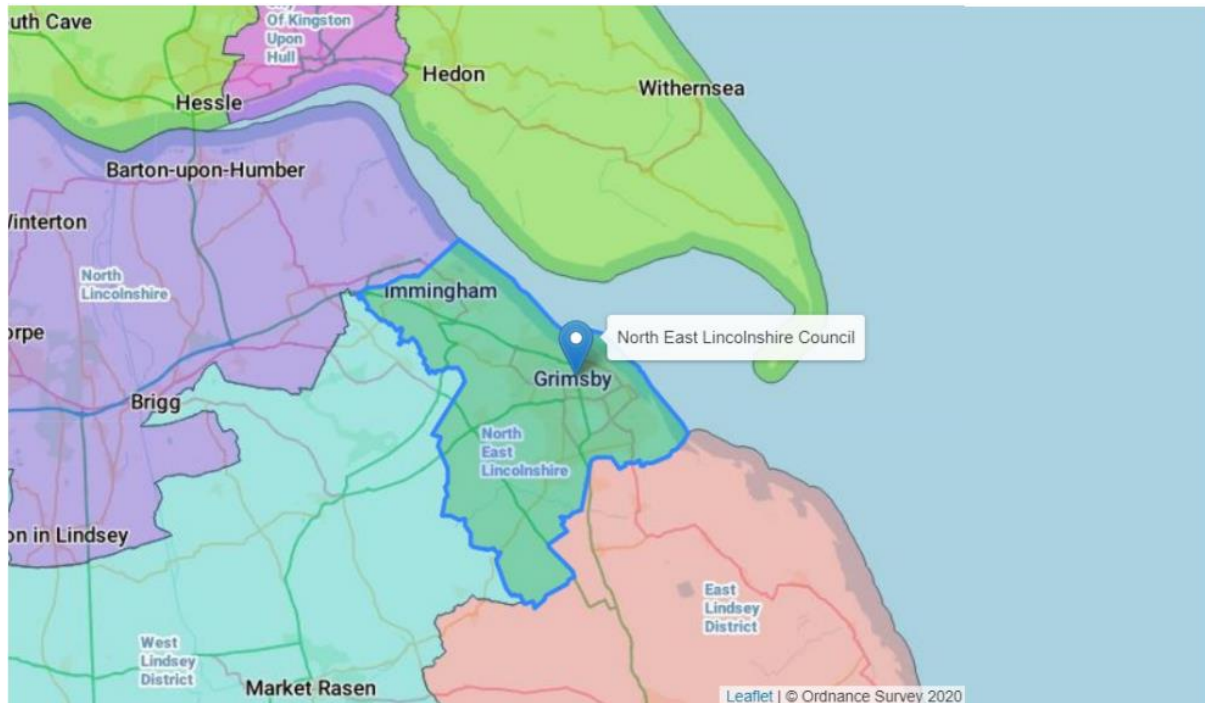 uth Cave
Of Kingston
Upon
Hull
Hedon
Withernsea
Hessle
Barton-upon-Humber
Winterton
North
Lincolnshire
Immingham
North East Lincolnshire Council
Grimsby
Brigg
North
East
Lincolnshire
on in Lindsey
East
Lindsey
District
West
Lindsey
District
Market Rasen
Leaflet | © Ordnance Survey 2020